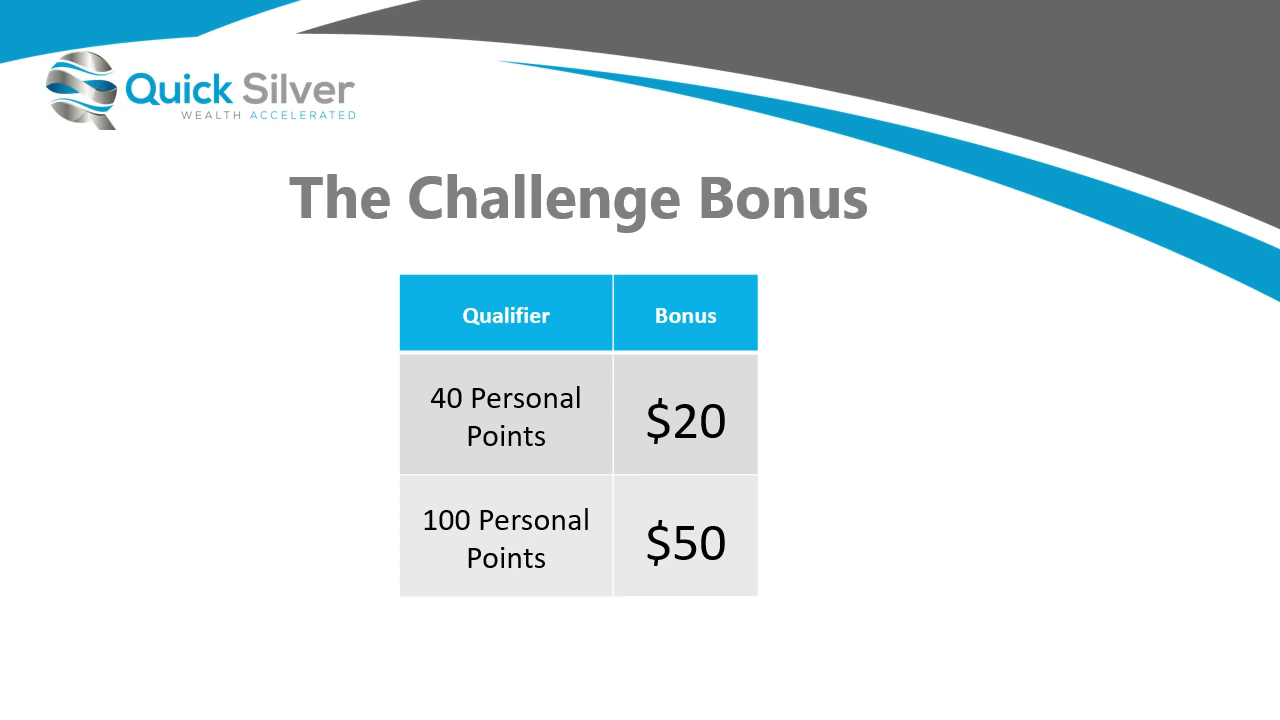 Quick Silver
WEALTH ACCELERATED
The Challenge Bonus
Qualifier Bonus
40 Personal
Points
$20
100 Personal
Points
$50